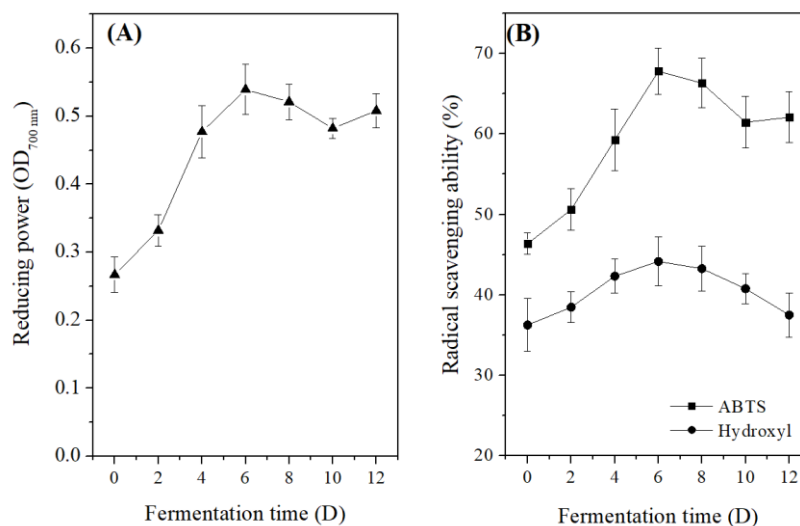 (A)
0.6
0.5
0.4
0.3
0.2
0.1
0.0
0 2 4 6 8 10 12
Reducing power (OD700 nm)
Fermentation time (D)
(B)
70
60
50
40
30
20
0 2 4 6 8 10 12
Radical scavenging ability (%)
Fermentation time (D)
ABTS
Hydroxyl